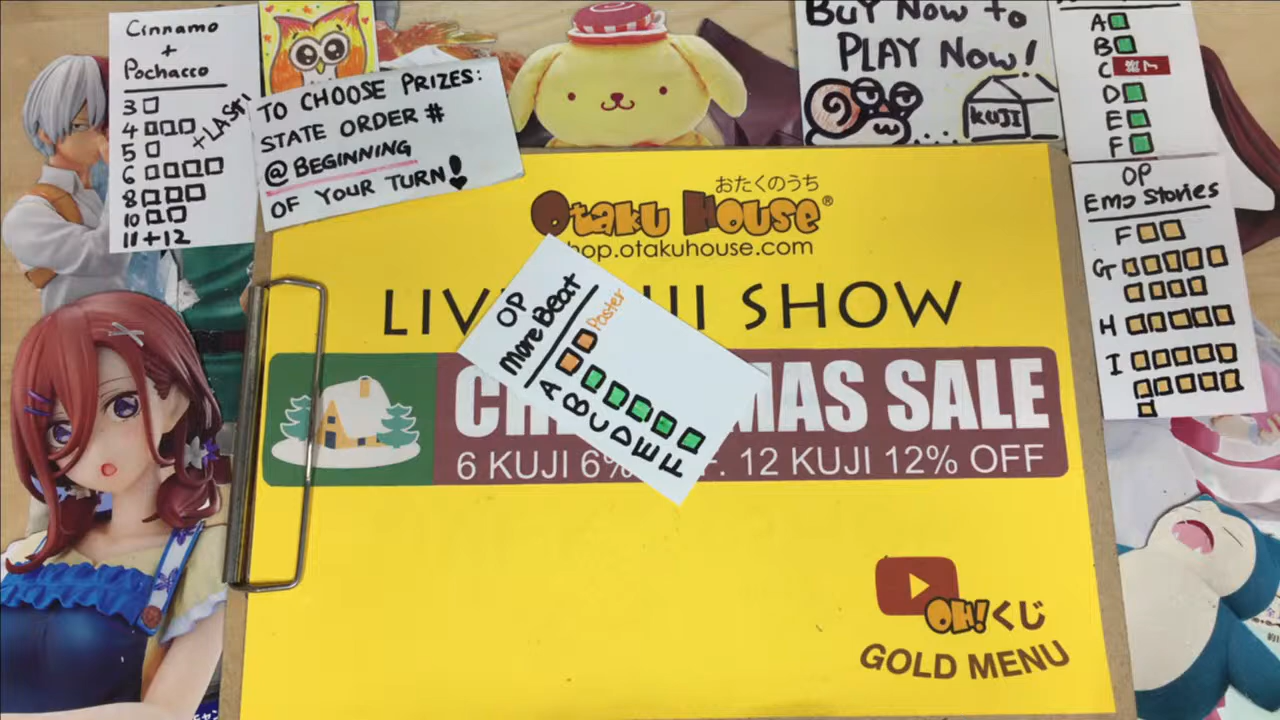 Cinnamo
+
Pochacco
3
4
5
6
8
10
11+12
+LAST1
TO CHOOSE PRIZES:
STATE ORDER #
@BEGINNING
OF YOUR TURN!
BUY NOW to
PLAY NOW!
KUJI
A
B
C
D
E
F
OP
Emo Stories
F
G
H
I
おたくのうち
Otaku House®
hop.otakuhouse.com
LIV UJI SHOW
OP
More Beat
Poster
A
B
C
D
E
F
CH MAS SALE
6 KUJI 6% F. 12 KUJI 12% OFF
OH!くじ
GOLD MENU